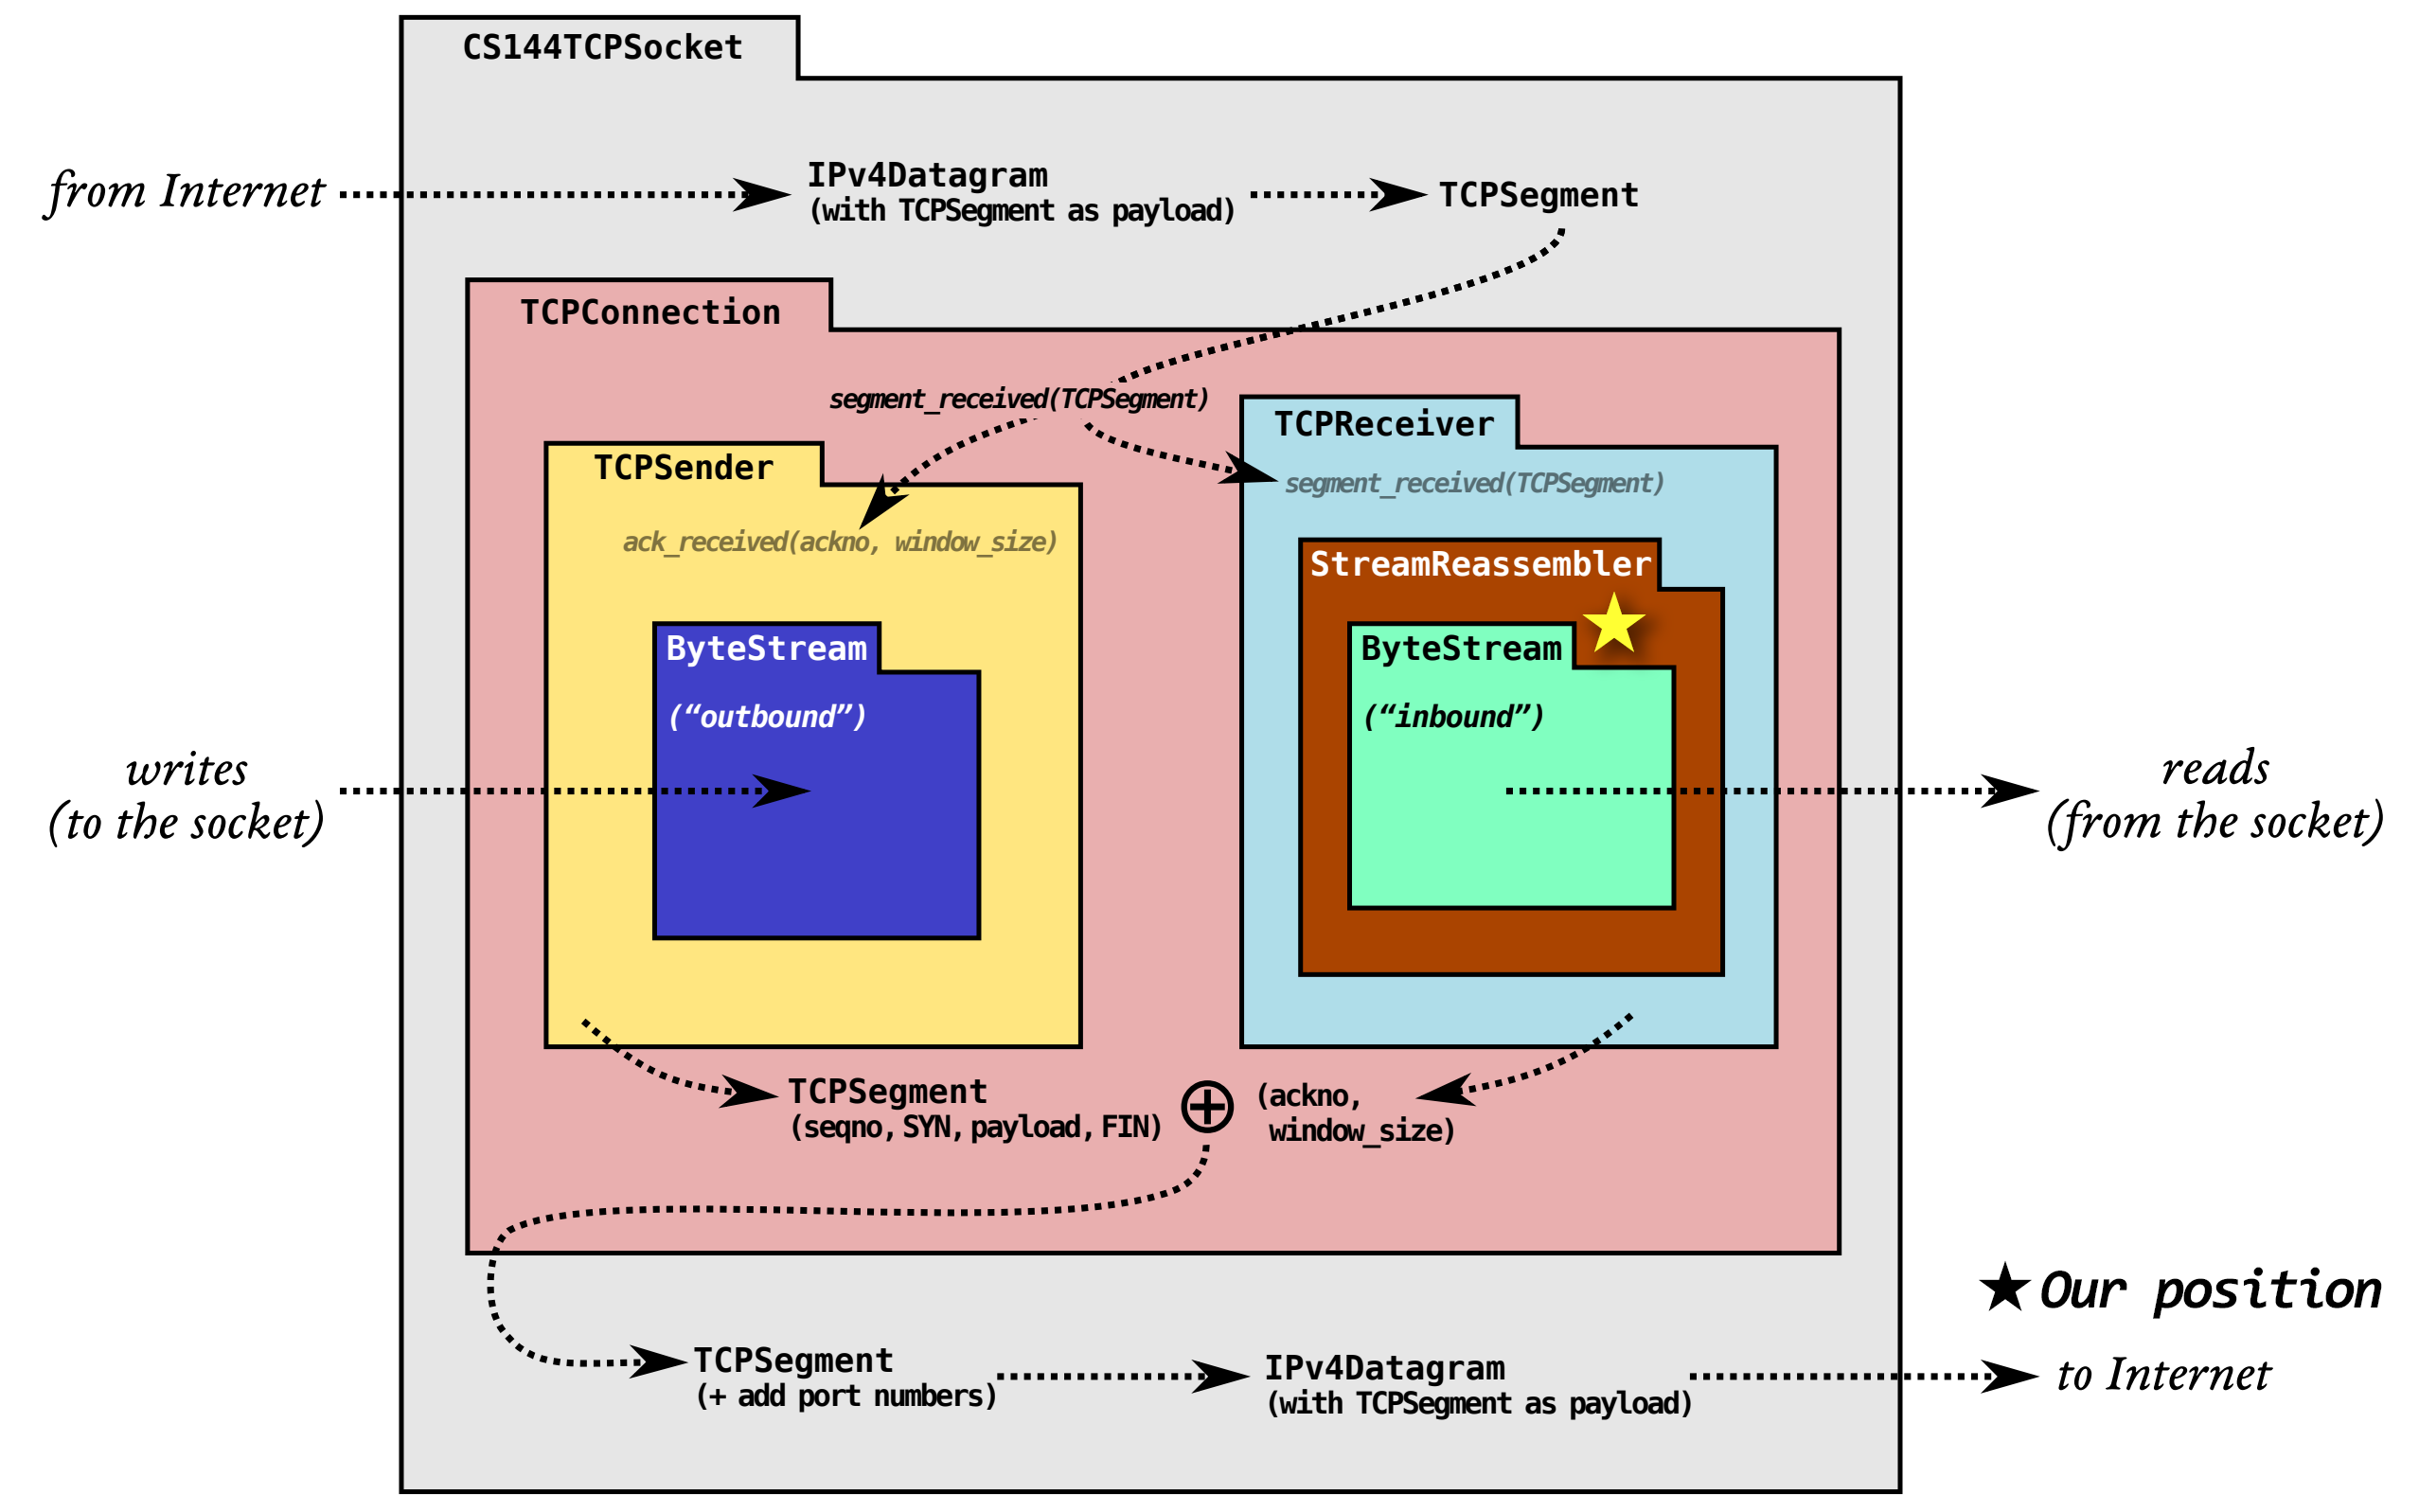 CS144TCPSocket
from Internet
IPv4Datagram
(with TCPSegment as payload)
TCPSegment
TCPConnection
segment_received(TCPSegment)
TCPSender
ack_received(ackno, window_size)
ByteStream
(“outbound”)
TCPReceiver
segment_received(TCPSegment)
StreamReassembler
ByteStream
(“inbound”)
writes
(to the socket)
reads
(from the socket)
TCPSegment
(seqno, SYN, payload, FIN)
(ackno,
window_size)
★ Our position
TCPSegment
(+ add port numbers)
IPv4Datagram
(with TCPSegment as payload)
to Internet